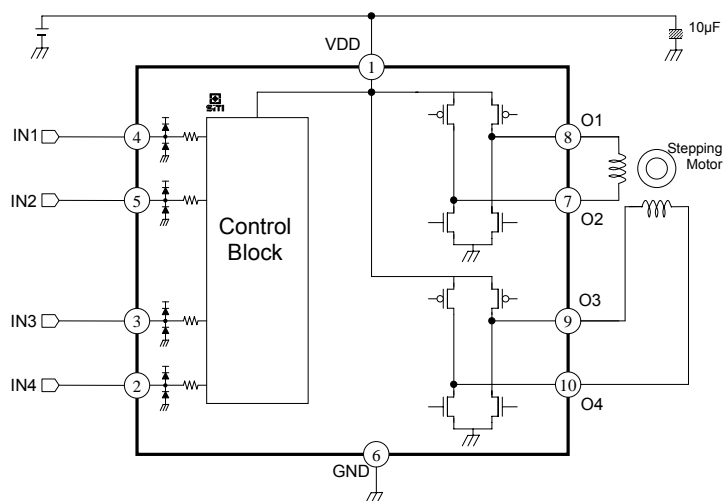 10µF
VDD
1
SiTI
O1
IN1
4
8
Stepping
Motor
IN2
5
7
O2
Control
Block
O3
IN3
3
9
IN4
2
10
O4
6
GND